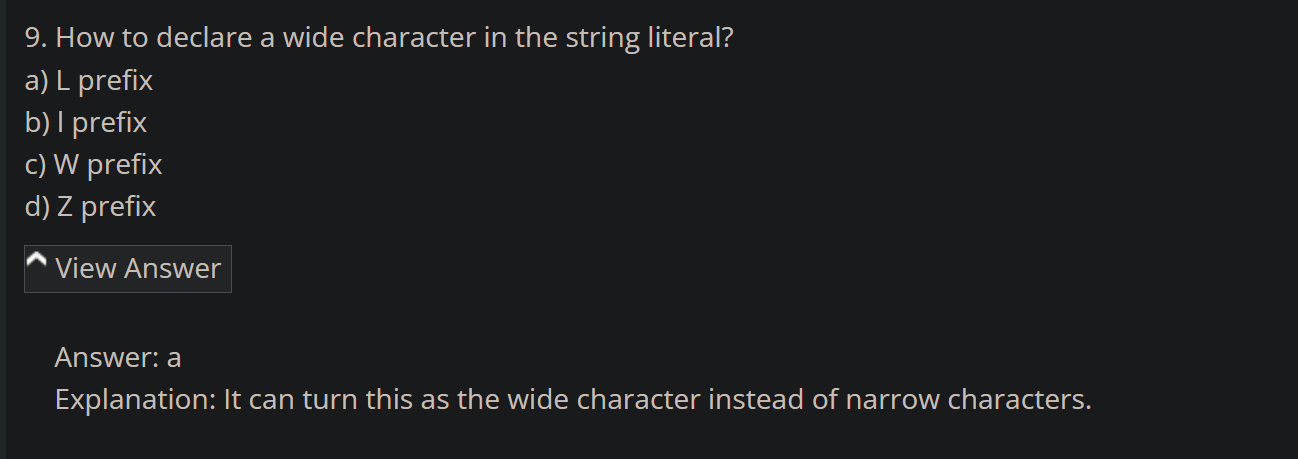 9. How to declare a wide character in the string literal?
a) L prefix
b) l prefix
c) W prefix
d) Z prefix
View Answer
Answer: a
Explanation: It can turn this as the wide character instead of narrow characters.